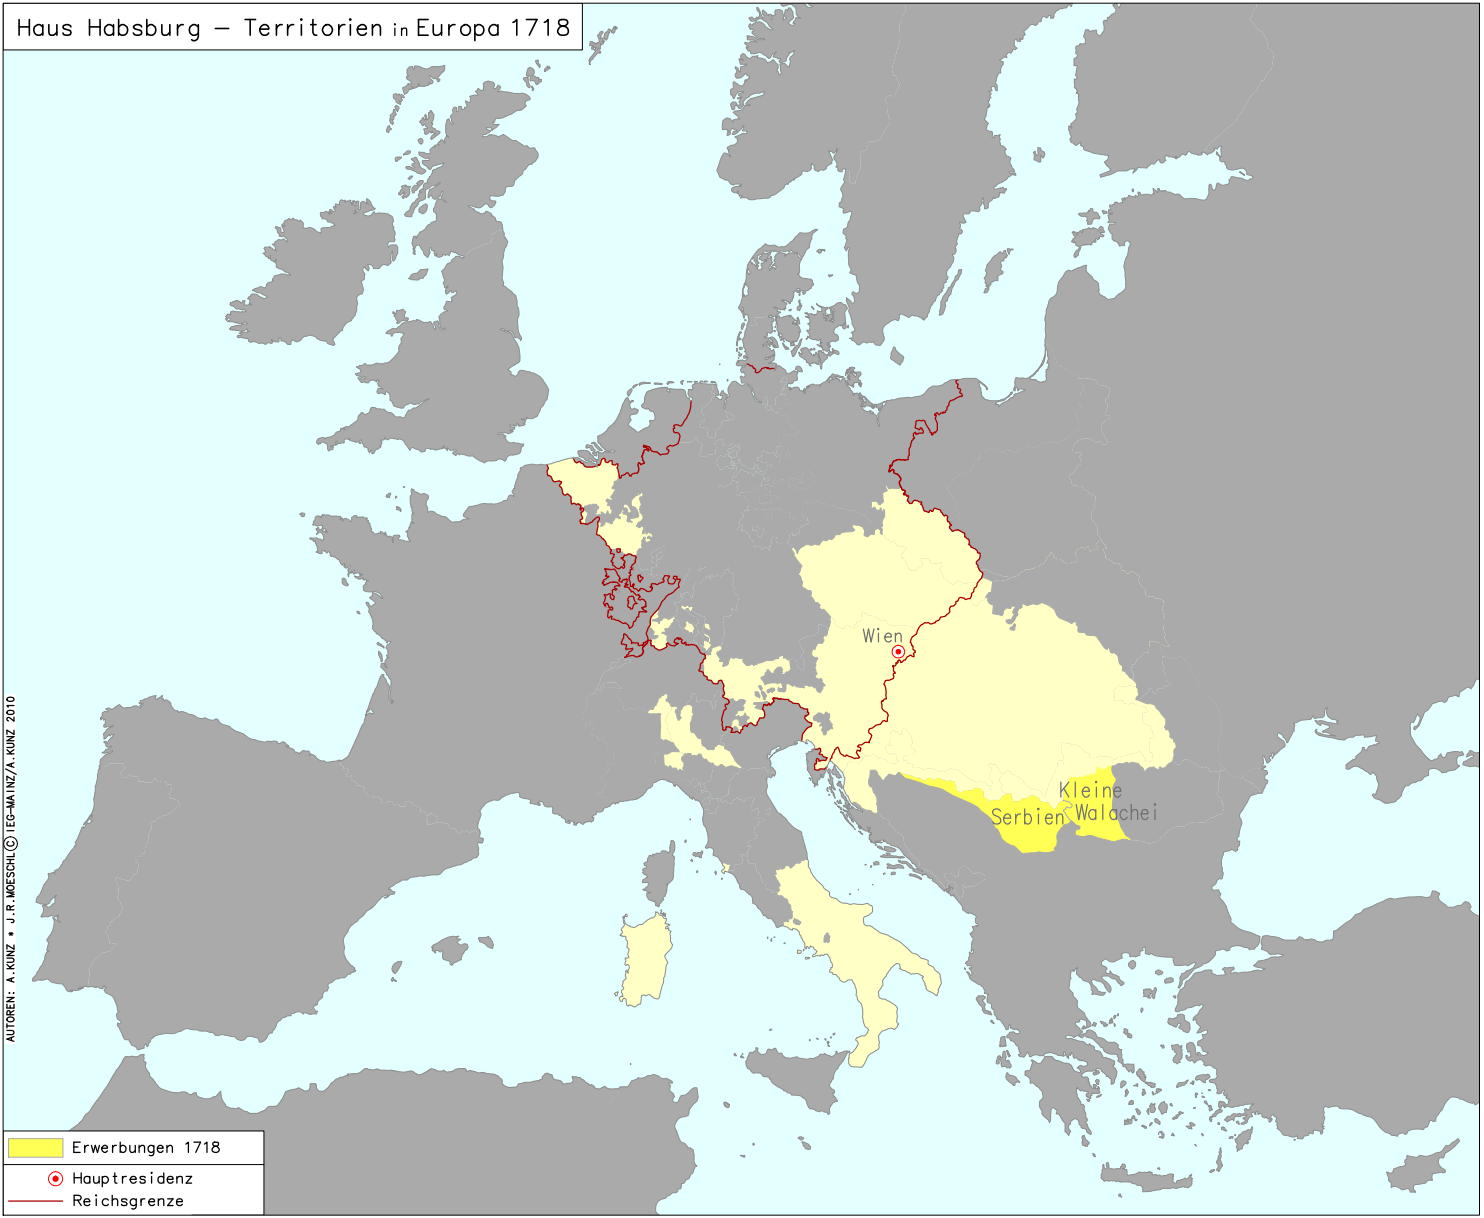 Haus Habsburg – Territorien in Europa 1718
Wien
Kleine
Walachei
Serbien
AUTOREN: A.KUNZ * J.R.MOESCHL©IEG-MAINZ/A.KUNZ 2010
Erwerbungen 1718
Hauptresidenz
Reichsgrenze